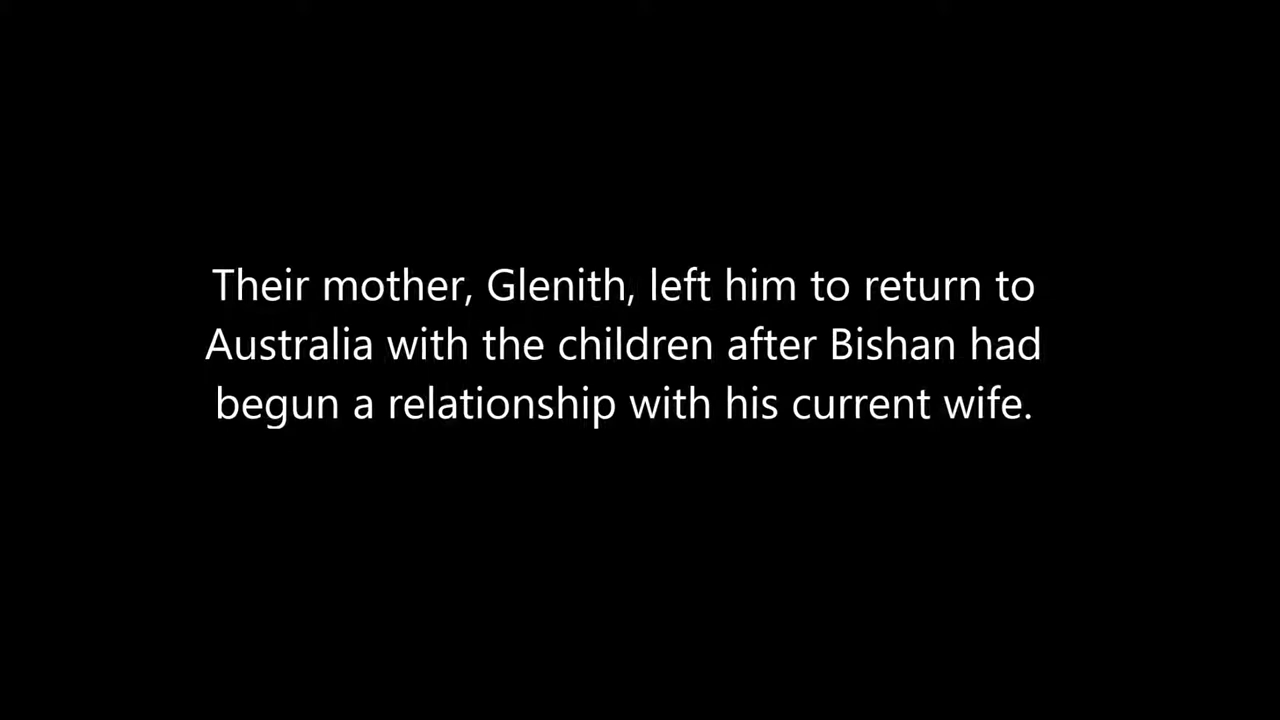 Their mother, Glenith, left him to return to
Australia with the children after Bishan had
begun a relationship with his current wife.